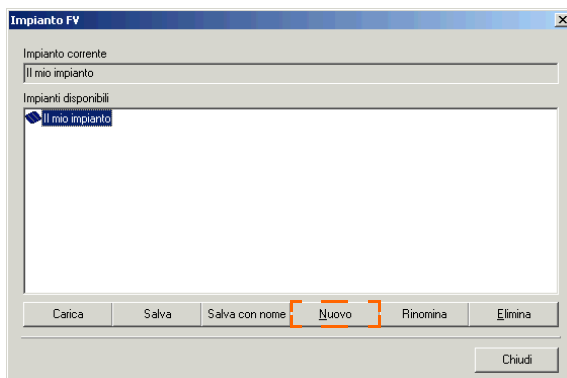 Impianto FV
Impianto corrente
Il mio impianto
Impianti disponibili
Il mio impianto
Carica Salva Salva con nome Nuovo Rinomina Elimina
Chiudi